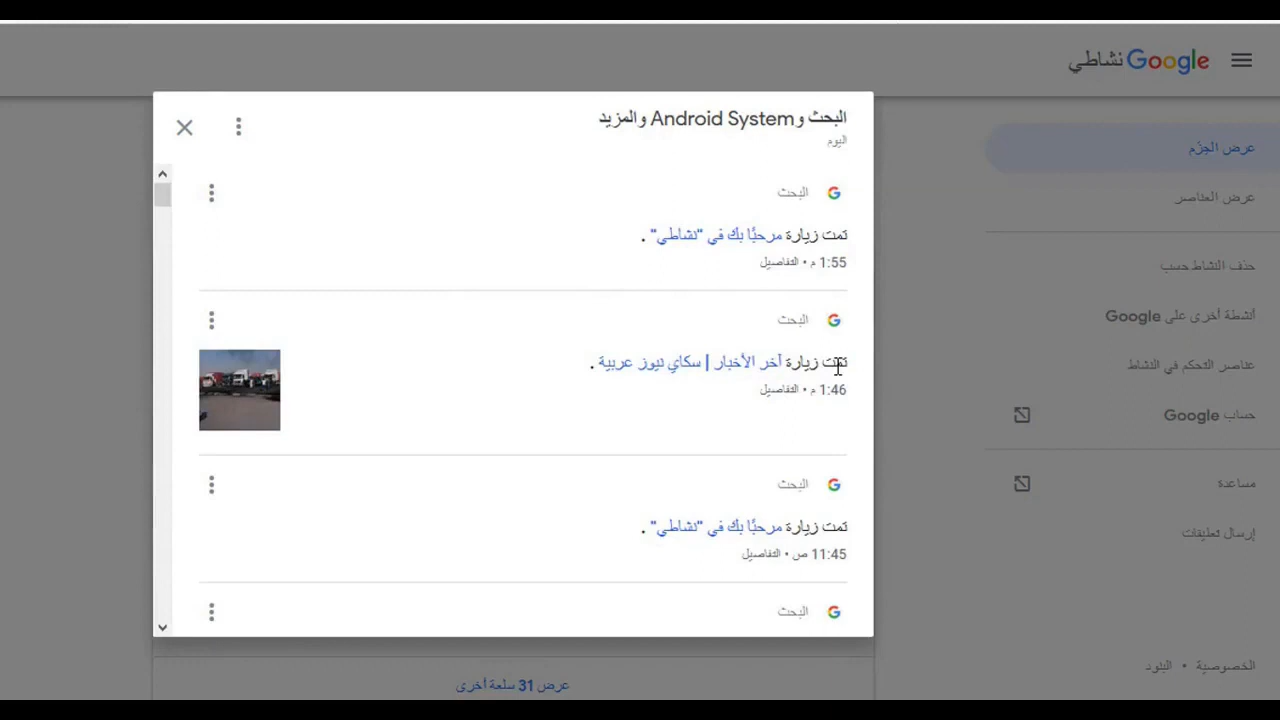 Google نشاطي
البحث وAndroid System والمزيد
اليوم
البحث
تمت زيارة مرحبًا بك في "نشاطي" .
1:55 م • التفاصيل
البحث
تمت زيارة آخر الأخبار | سكاي نيوز عربية .
1:46 م • التفاصيل
البحث
تمت زيارة مرحبًا بك في "نشاطي" .
11:45 ص • التفاصيل
البحث
عرض 31 سلعة أخرى
عرض الحِزَم
عرض العناصر
حذف النشاط حسب
أنشطة أخرى على Google
عناصر التحكم في النشاط
حساب Google
مساعدة
إرسال تعليقات
الخصوصية • البنود